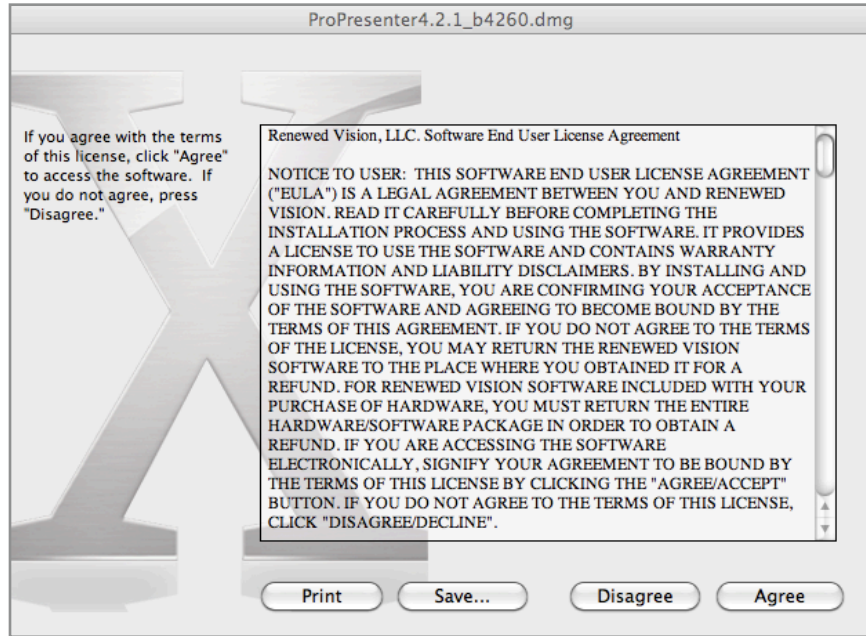 ProPresenter4.2.1_b4260.dmg
If you agree with the terms
of this license, click "Agree"
to access the software.  If
you do not agree, press
"Disagree."
Renewed Vision, LLC. Software End User License Agreement
NOTICE TO USER:  THIS SOFTWARE END USER LICENSE AGREEMENT
("EULA") IS A LEGAL AGREEMENT BETWEEN YOU AND RENEWED
VISION. READ IT CAREFULLY BEFORE COMPLETING THE
INSTALLATION PROCESS AND USING THE SOFTWARE. IT PROVIDES
A LICENSE TO USE THE SOFTWARE AND CONTAINS WARRANTY
INFORMATION AND LIABILITY DISCLAIMERS. BY INSTALLING AND
USING THE SOFTWARE, YOU ARE CONFIRMING YOUR ACCEPTANCE
OF THE SOFTWARE AND AGREEING TO BECOME BOUND BY THE
TERMS OF THIS AGREEMENT. IF YOU DO NOT AGREE TO THE TERMS
OF THE LICENSE, YOU MAY RETURN THE RENEWED VISION
SOFTWARE TO THE PLACE WHERE YOU OBTAINED IT FOR A
REFUND. FOR RENEWED VISION SOFTWARE INCLUDED WITH YOUR
PURCHASE OF HARDWARE, YOU MUST RETURN THE ENTIRE
HARDWARE/SOFTWARE PACKAGE IN ORDER TO OBTAIN A
REFUND. IF YOU ARE ACCESSING THE SOFTWARE
ELECTRONICALLY, SIGNIFY YOUR AGREEMENT TO BE BOUND BY
THE TERMS OF THIS LICENSE BY CLICKING THE "AGREE/ACCEPT"
BUTTON. IF YOU DO NOT AGREE TO THE TERMS OF THIS LICENSE,
CLICK "DISAGREE/DECLINE".
Print
Save...
Disagree
Agree